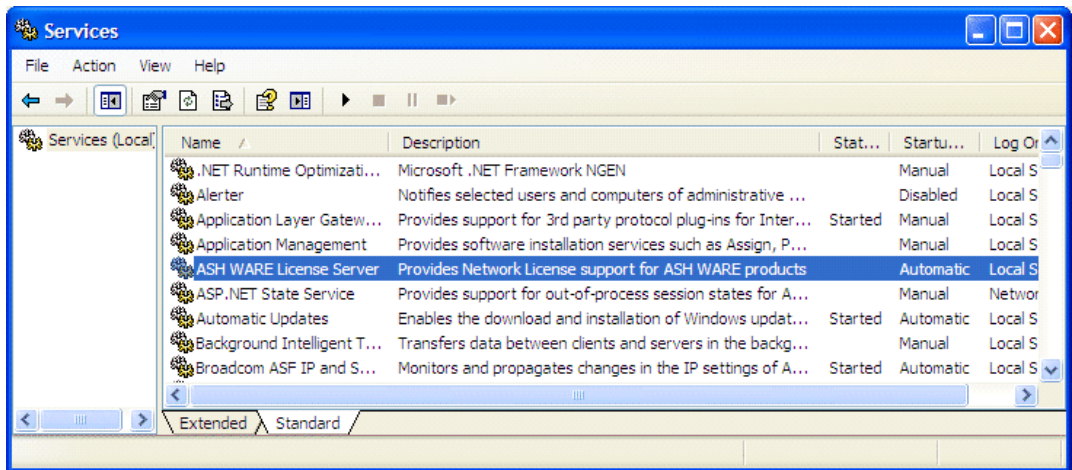 Services
File Action View Help
Services (Local)
Name Description Stat... Startu... Log On
.NET Runtime Optimizati... Microsoft .NET Framework NGEN Manual Local S
Alerter Notifies selected users and computers of administrative ... Disabled Local S
Application Layer Gatew... Provides support for 3rd party protocol plug-ins for Inter... Started Manual Local S
Application Management Provides software installation services such as Assign, P... Manual Local S
ASH WARE License Server Provides Network License support for ASH WARE products Automatic Local S
ASP.NET State Service Provides support for out-of-process session states for A... Manual Networ
Automatic Updates Enables the download and installation of Windows updat... Started Automatic Local S
Background Intelligent T... Transfers data between clients and servers in the backg... Manual Local S
Broadcom ASF IP and S... Monitors and propagates changes in the IP settings of A... Started Automatic Local S
Extended Standard